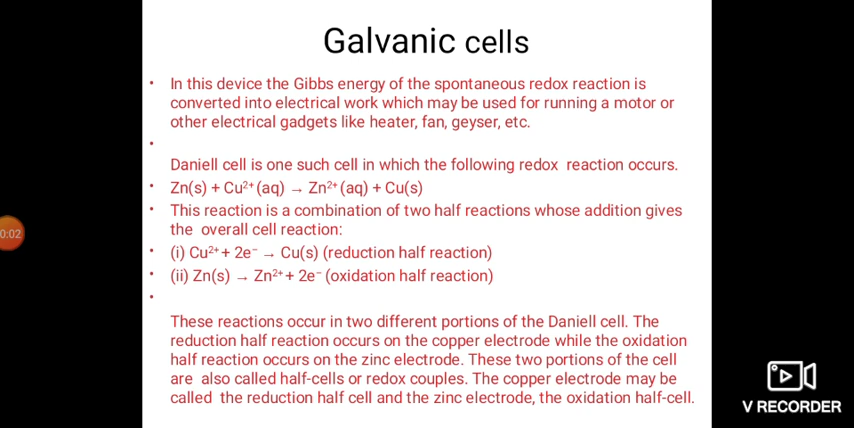 Galvanic cells
• In this device the Gibbs energy of the spontaneous redox reaction is
converted into electrical work which may be used for running a motor or
other electrical gadgets like heater, fan, geyser, etc.
•
Daniell cell is one such cell in which the following redox reaction occurs.
• Zn(s) + Cu²⁺ (aq) → Zn²⁺ (aq) + Cu(s)
• This reaction is a combination of two half reactions whose addition gives
the overall cell reaction:
• (i) Cu²⁺ + 2e⁻ → Cu(s) (reduction half reaction)
• (ii) Zn(s) → Zn²⁺ + 2e⁻ (oxidation half reaction)
•
These reactions occur in two different portions of the Daniell cell. The
reduction half reaction occurs on the copper electrode while the oxidation
half reaction occurs on the zinc electrode. These two portions of the cell
are also called half-cells or redox couples. The copper electrode may be
called the reduction half cell and the zinc electrode, the oxidation half-cell.
0:02
V RECORDER